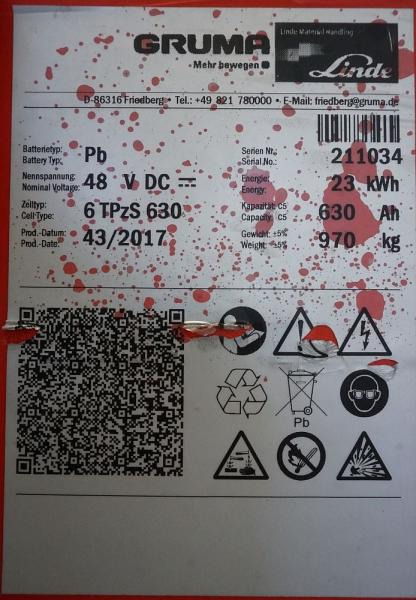 GRUMA
Mehr bewegen
Linde Material Handling
Linde
D-86316 Friedberg • Tel.: +49 821 780000 • E-Mail: friedberg@gruma.de
Batterietyp: Battery Typ.: Pb
Serien Nr.: Serial No.: 211034
Nennspannung: Nominal Voltage: 48 V DC
Energie: Energy: 23 kWh
Zelltyp: Cell-Type: 6 TPzS 630
Kapazität: C5 Capacity: C5 630 Ah
Prod.-Datum: Prod.-Date: 43/2017
Gewicht: ±5% Weight: ±5% 970 kg
Pb